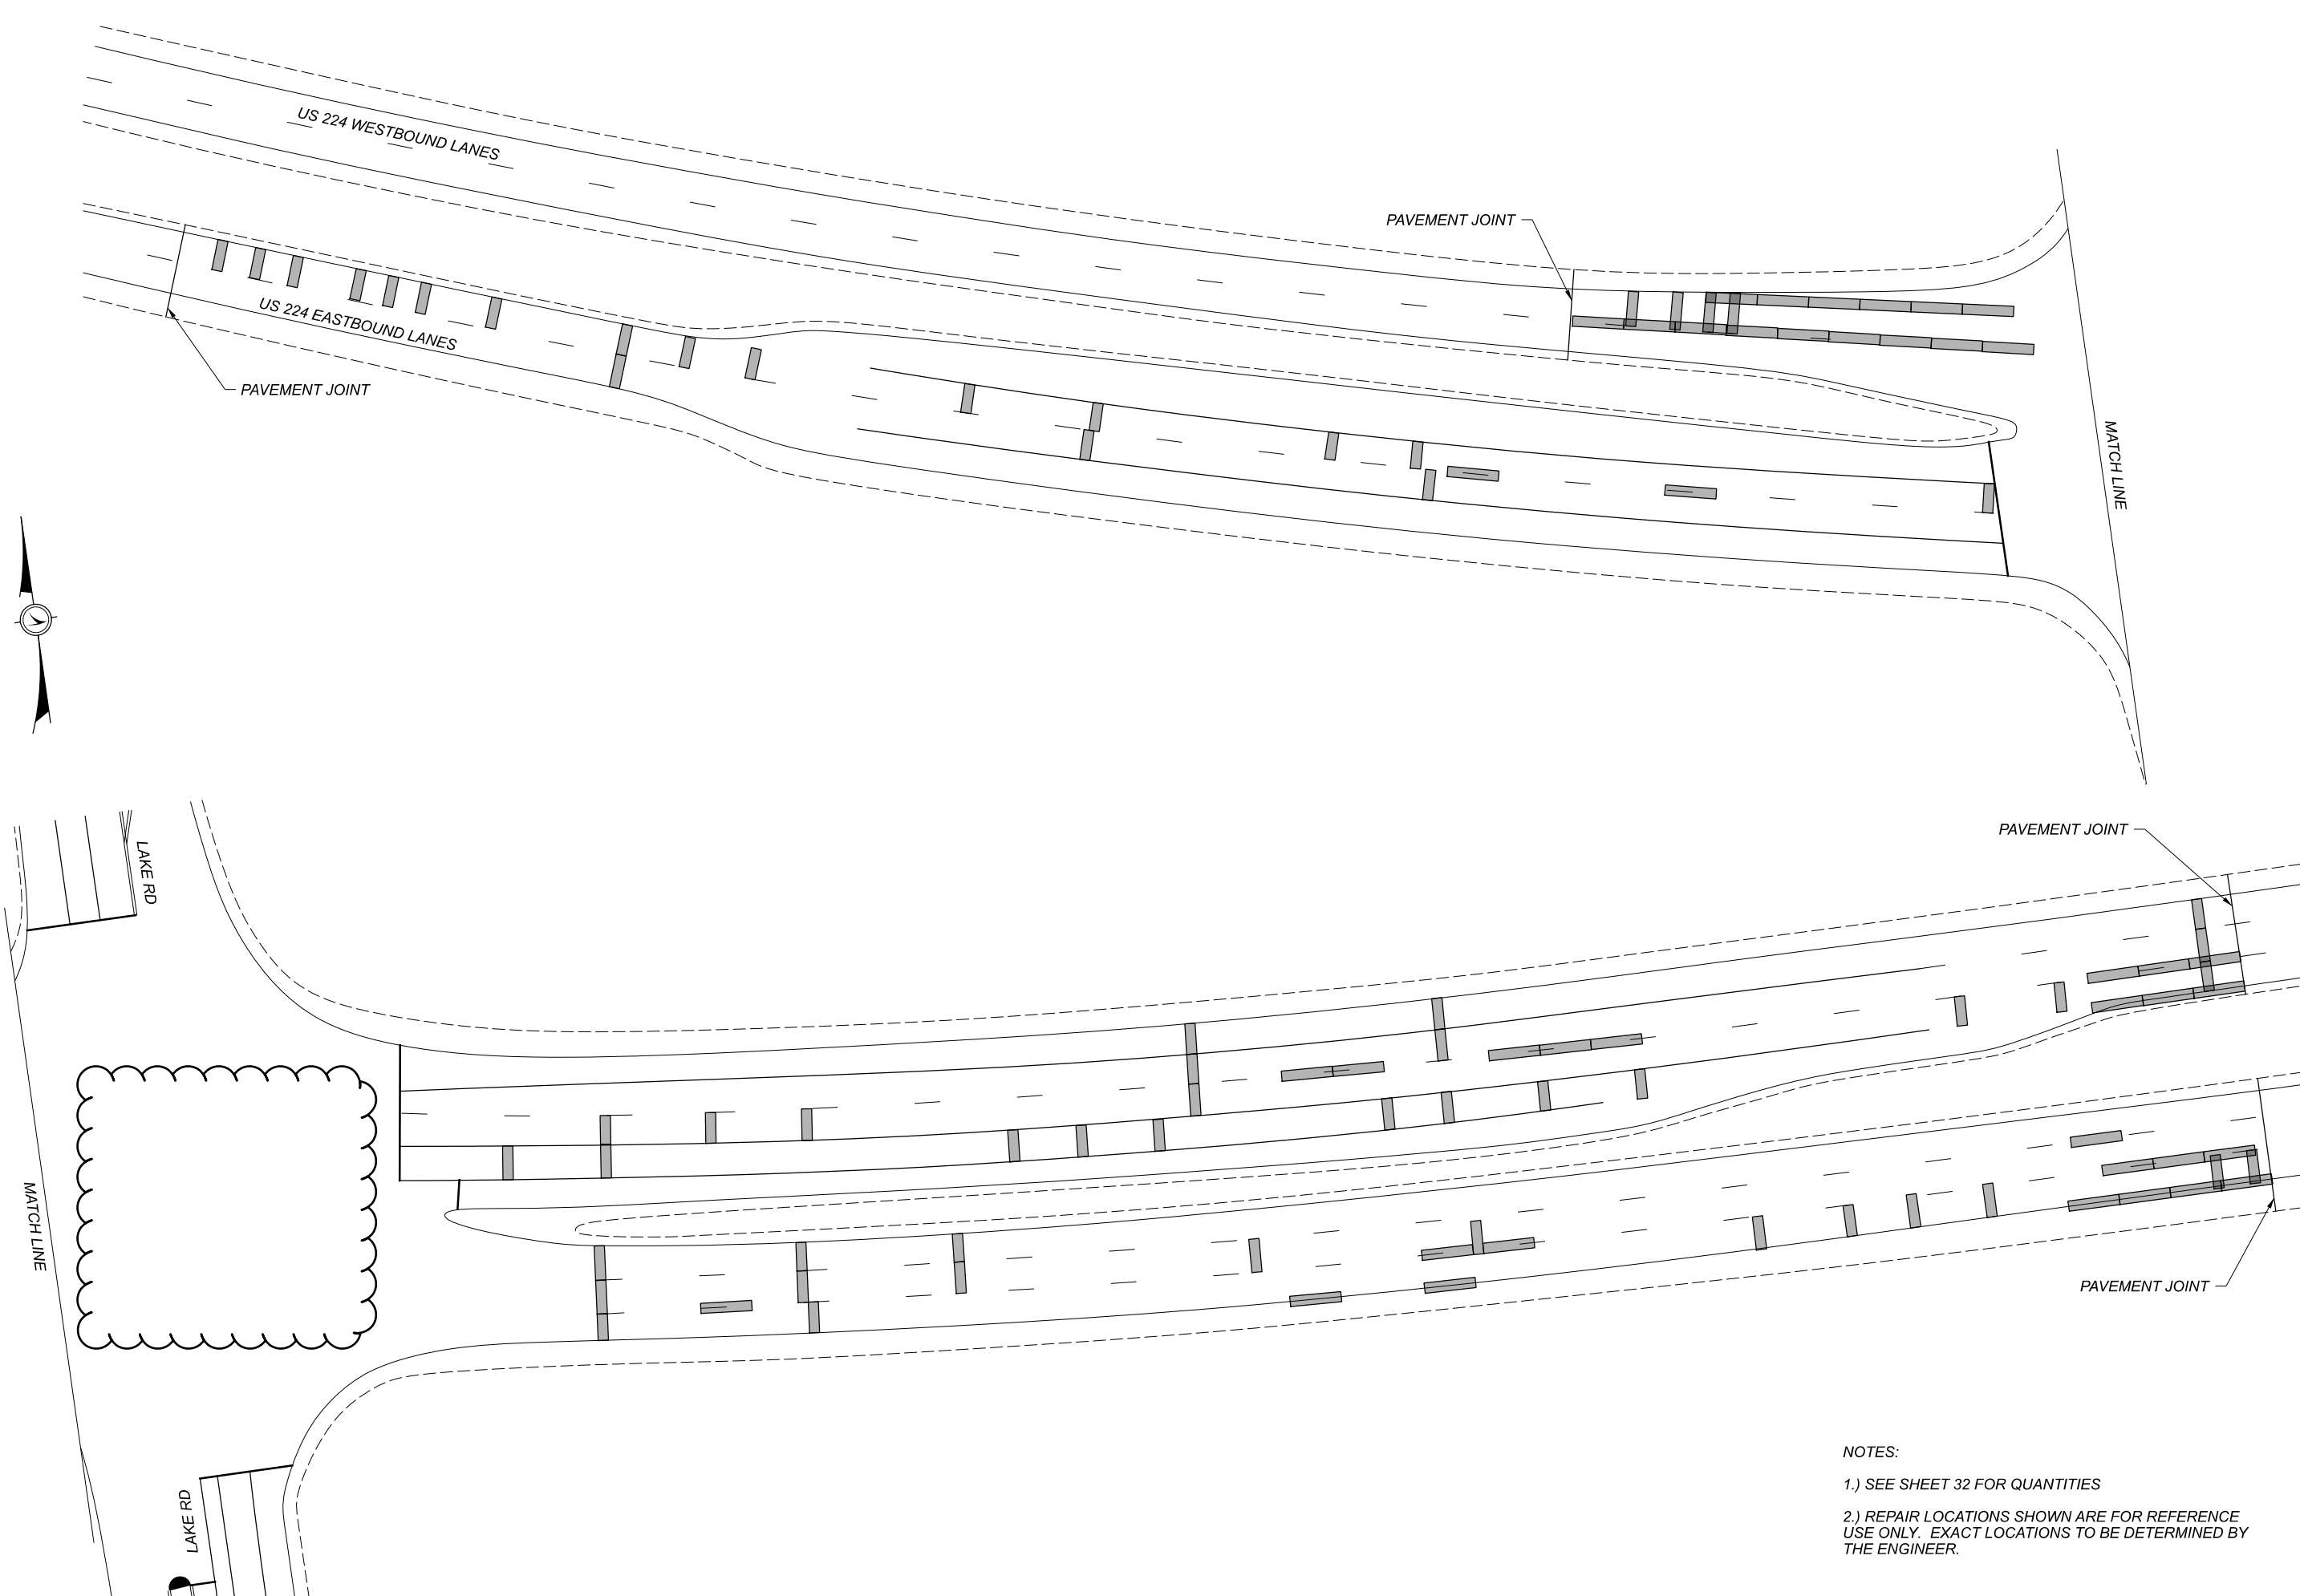 US 224 WESTBOUND LANES
PAVEMENT JOINT
US 224 EASTBOUND LANES
PAVEMENT JOINT
MATCH LINE
LAKE RD
PAVEMENT JOINT
MATCH LINE
PAVEMENT JOINT
LAKE RD
NOTES:
1.) SEE SHEET 32 FOR QUANTITIES
2.) REPAIR LOCATIONS SHOWN ARE FOR REFERENCE
USE ONLY. EXACT LOCATIONS TO BE DETERMINED BY
THE ENGINEER.